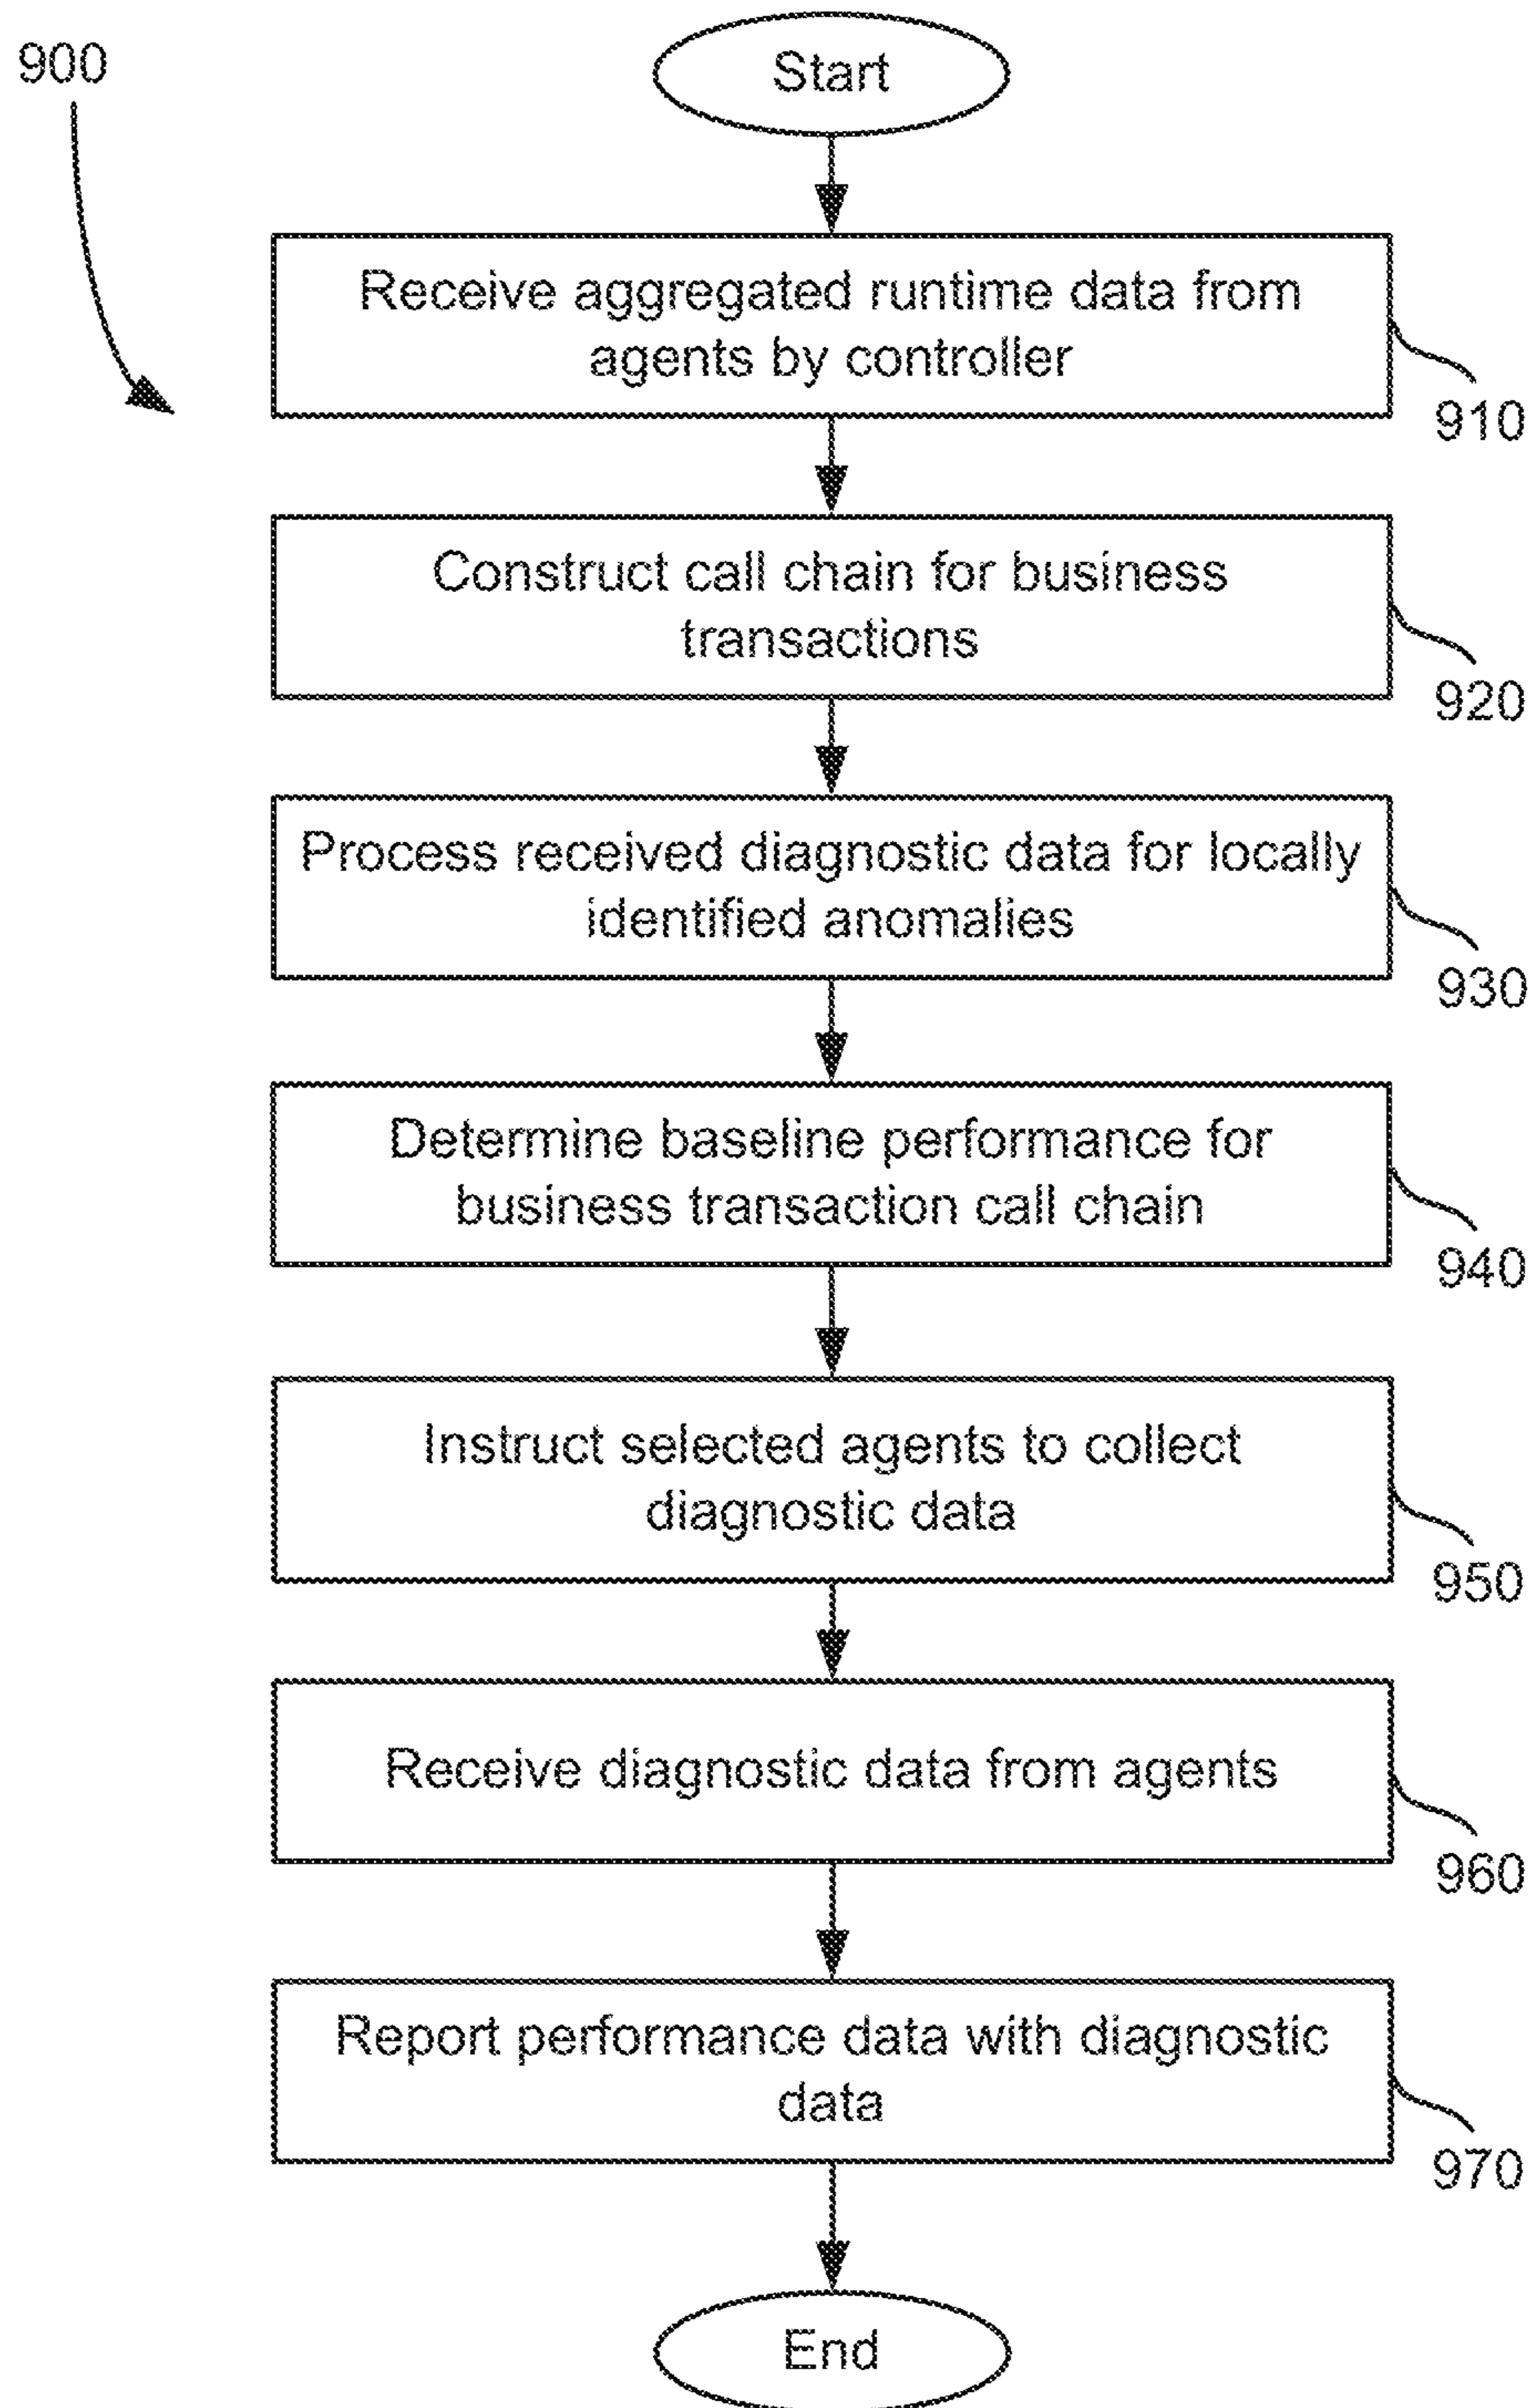 900
Start
Receive aggregated runtime data from
agents by controller
910
Construct call chain for business
transactions
920
Process received diagnostic data for locally
identified anomalies
930
Determine baseline performance for
business transaction call chain
940
Instruct selected agents to collect
diagnostic data
950
Receive diagnostic data from agents
960
Report performance data with diagnostic
data
970
End